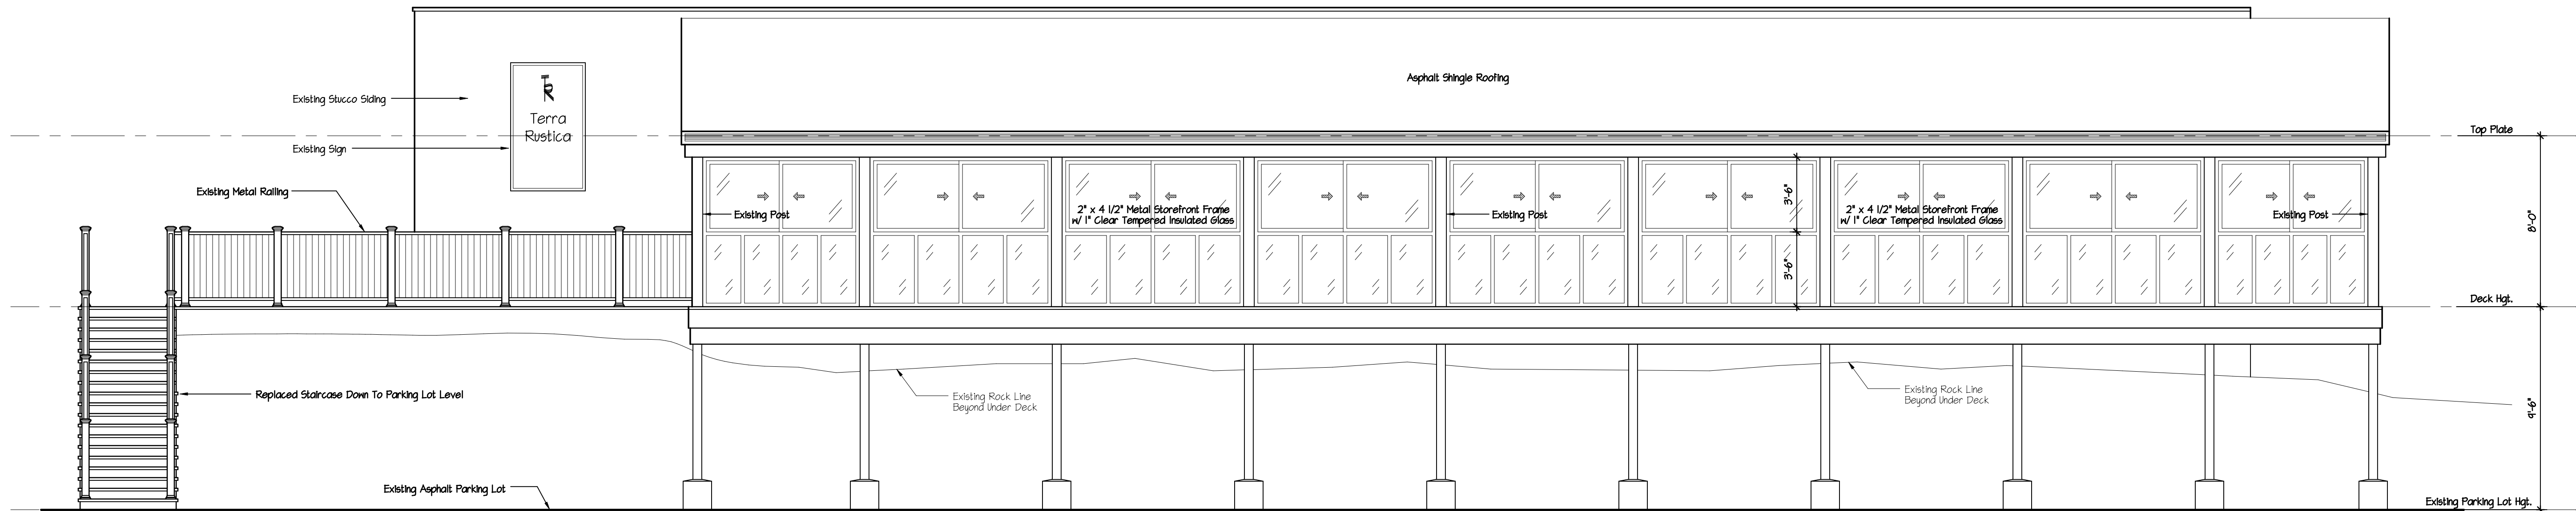 Asphalt Shingle Roofing
Existing Stucco Siding
TR
Terra
Rustica
Top Plate
Existing Sign
Existing Metal Railing
3'-6"
8'-0"
Existing Post
2" x 4 1/2" Metal Storefront Frame
w/ 1" Clear Tempered Insulated Glass
Existing Post
2" x 4 1/2" Metal Storefront Frame
w/ 1" Clear Tempered Insulated Glass
Existing Post
3'-6"
Deck Hgt.
Replaced Staircase Down To Parking Lot Level
Existing Rock Line
Beyond Under Deck
Existing Rock Line
Beyond Under Deck
9'-6"
Existing Asphalt Parking Lot
Existing Parking Lot Hgt.